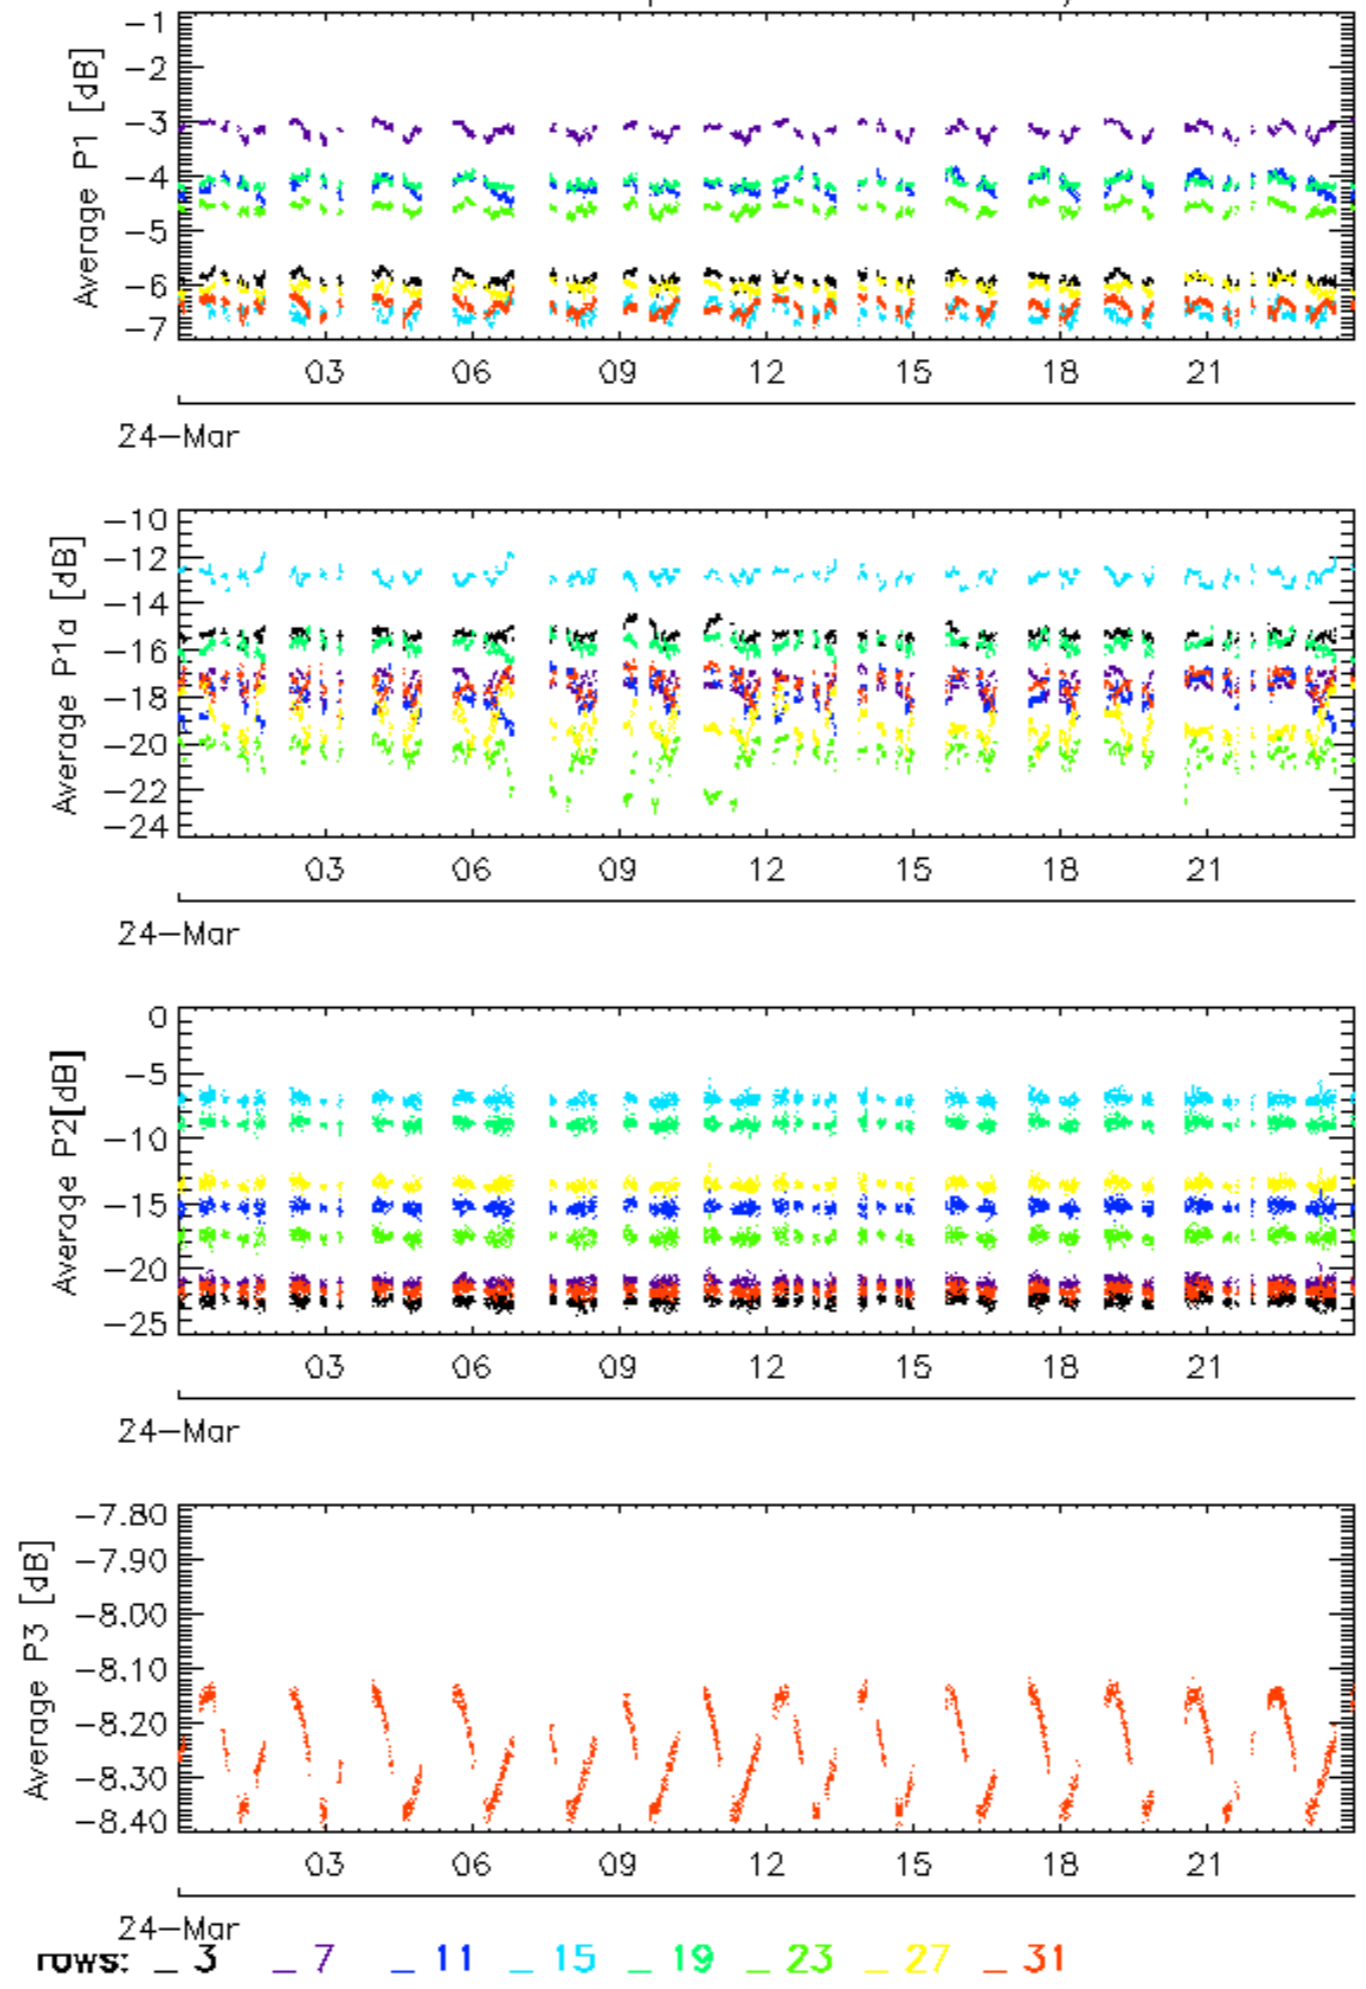 Average P1 [dB]
-1
-2
-3
-4
-5
-6
-7
03 06 09 12 15 18 21
24-Mar
Average P1a [dB]
-10
-12
-14
-16
-18
-20
-22
-24
03 06 09 12 15 18 21
24-Mar
Average P2[dB]
0
-5
-10
-15
-20
-25
03 06 09 12 15 18 21
24-Mar
Average P3 [dB]
-7.80
-7.90
-8.00
-8.10
-8.20
-8.30
-8.40
03 06 09 12 15 18 21
24-Mar
rows: _ 3 _ 7 _ 11 _ 15 _ 19 _ 23 _ 27 _ 31